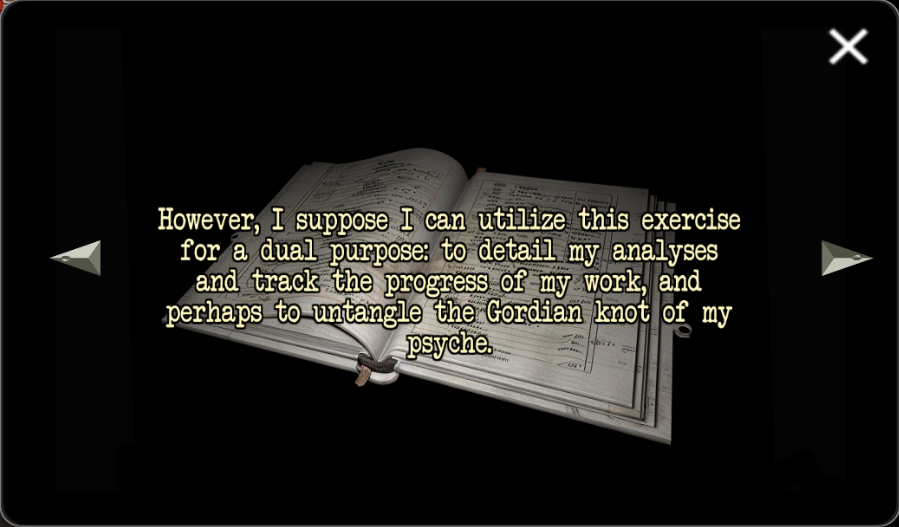 However, I suppose I can utilize this exercise
for a dual purpose: to detail my analyses
and track the progress of my work, and
perhaps to untangle the Gordian knot of my
psyche.